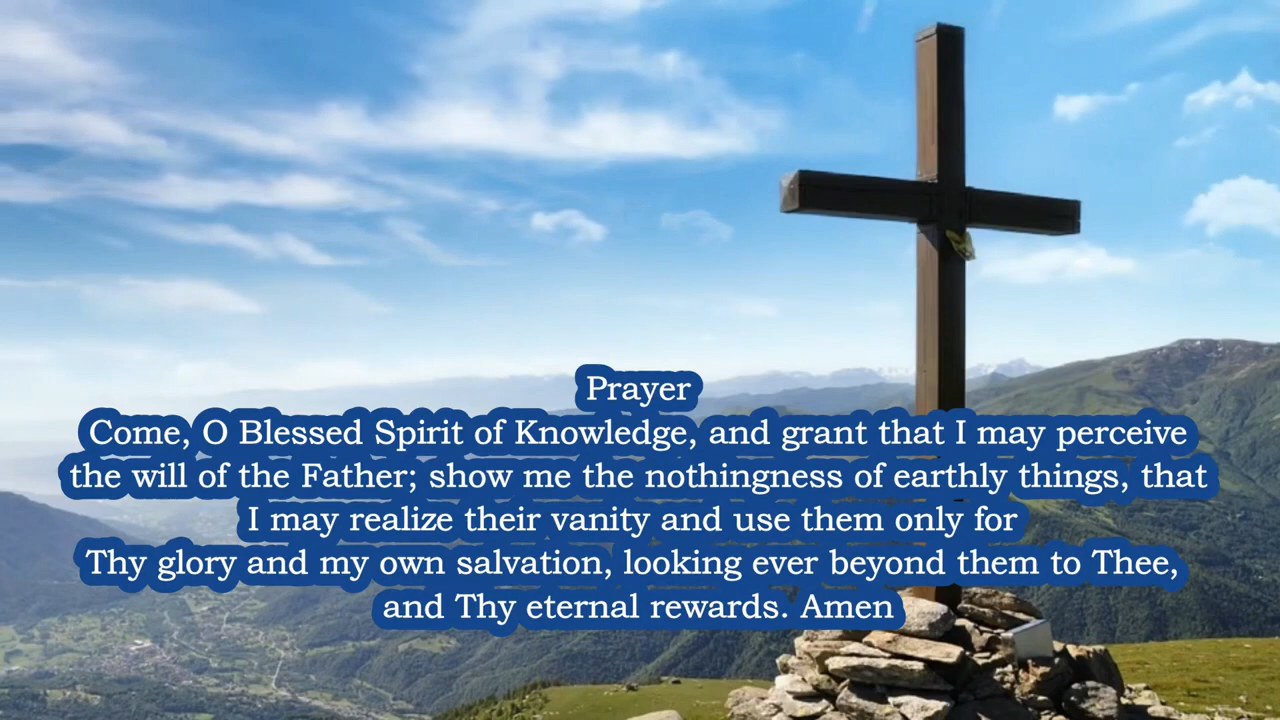 Prayer
Come, O Blessed Spirit of Knowledge, and grant that I may perceive
the will of the Father; show me the nothingness of earthly things, that
I may realize their vanity and use them only for
Thy glory and my own salvation, looking ever beyond them to Thee,
and Thy eternal rewards. Amen